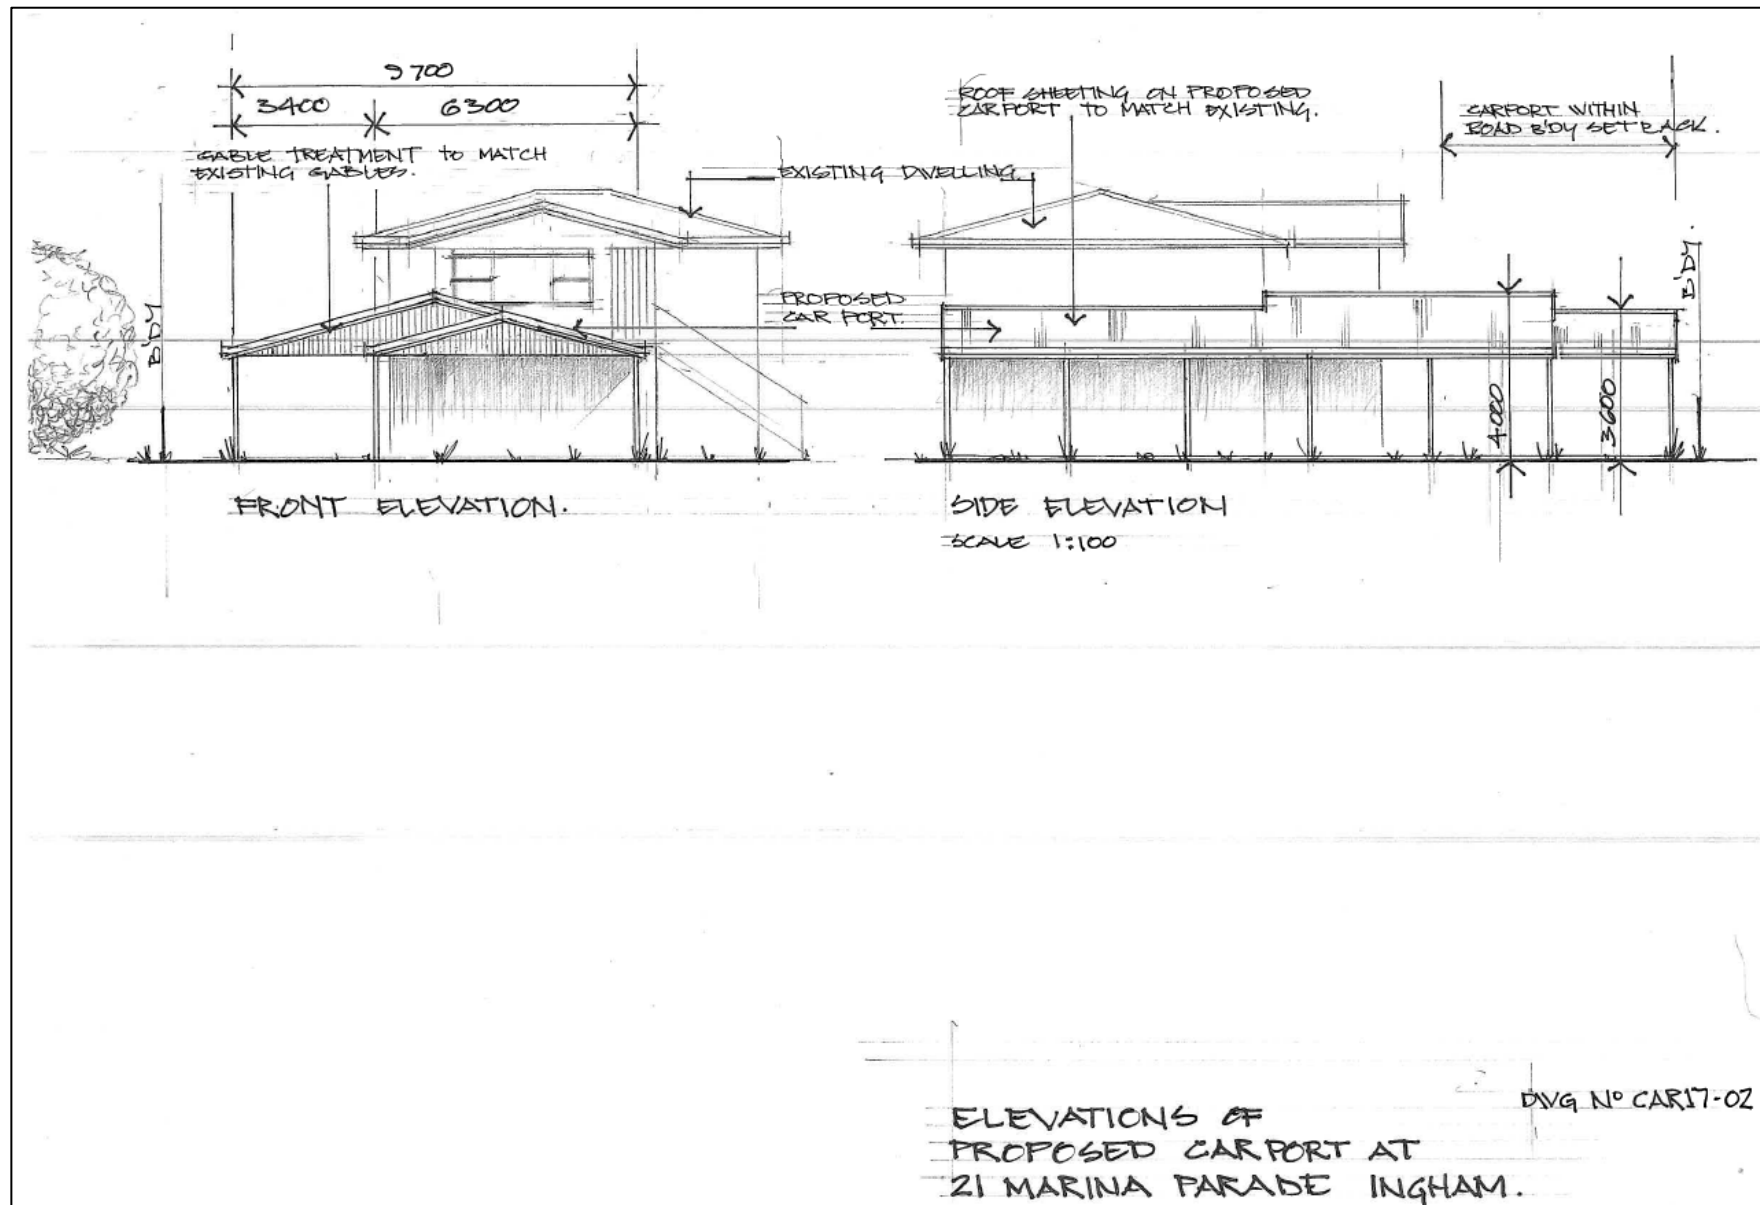 9700
3400
6300
GABLE TREATMENT TO MATCH
EXISTING GABLES.
EXISTING DWELLING.
ROOF SHEETING ON PROPOSED
CARPORT TO MATCH EXISTING.
CARPORT WITHIN
ROAD B'DY SETBACK.
B'DY
PROPOSED
CAR PORT.
B'DY.
4000
3600
FRONT ELEVATION.
SIDE ELEVATION
SCALE 1:100
DWG Nº CAR17-02
ELEVATIONS OF
PROPOSED CARPORT AT
21 MARINA PARADE INGHAM.